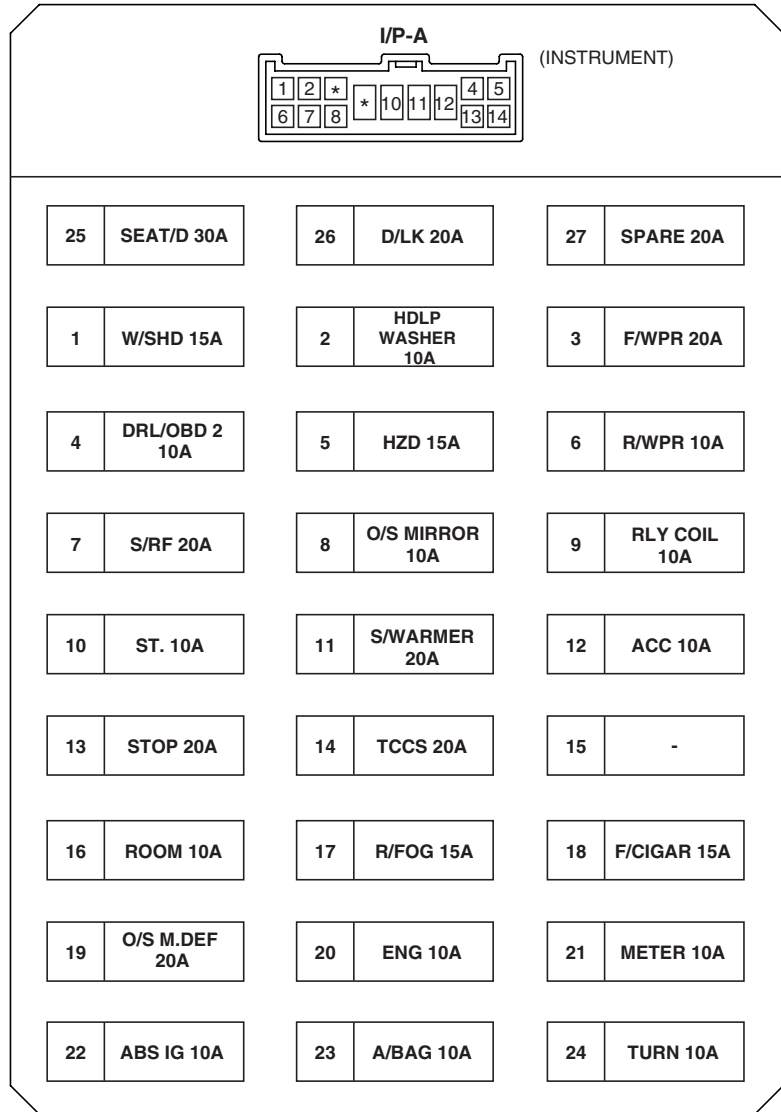 I/P-A
(INSTRUMENT)
1 2 * * 10 11 12 4 5
6 7 8 13 14
25 SEAT/D 30A 26 D/LK 20A 27 SPARE 20A
1 W/SHD 15A 2 HDLP WASHER 10A 3 F/WPR 20A
4 DRL/OBD 2 10A 5 HZD 15A 6 R/WPR 10A
7 S/RF 20A 8 O/S MIRROR 10A 9 RLY COIL 10A
10 ST. 10A 11 S/WARMER 20A 12 ACC 10A
13 STOP 20A 14 TCCS 20A 15 -
16 ROOM 10A 17 R/FOG 15A 18 F/CIGAR 15A
19 O/S M.DEF 20A 20 ENG 10A 21 METER 10A
22 ABS IG 10A 23 A/BAG 10A 24 TURN 10A